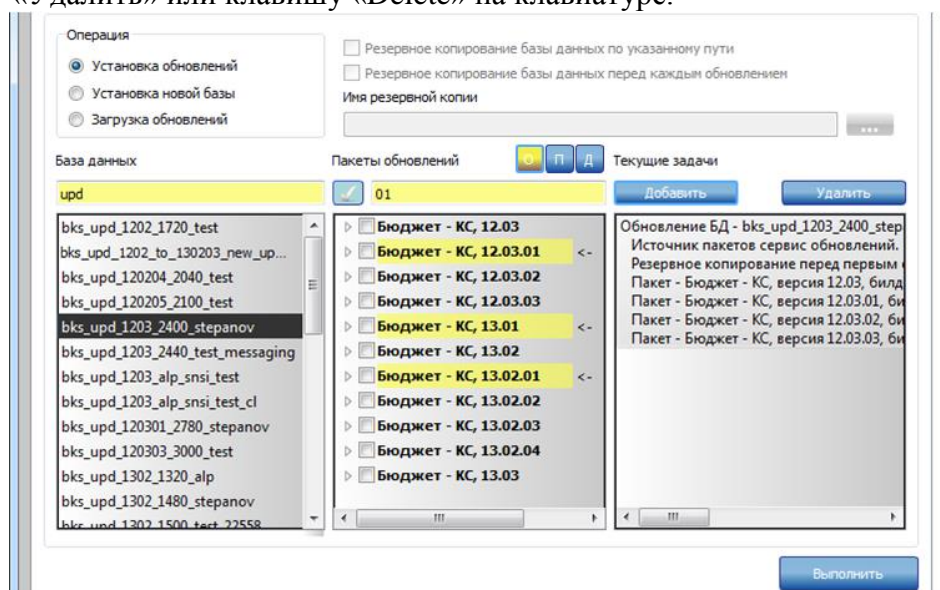 «Удалить» или клавишу «Delete» на клавиатуре.
Операция
Установка обновлений
Установка новой базы
Загрузка обновлений
Резервное копирование базы данных по указанному пути
Резервное копирование базы данных перед каждым обновлением
Имя резервной копии
...
База данных
upd
bks_upd_1202_1720_test
bks_upd_1202_to_130203_new_up...
bks_upd_120204_2040_test
bks_upd_120205_2100_test
bks_upd_1203_2400_stepanov
bks_upd_1203_2440_test_messaging
bks_upd_1203_alp_snsi_test
bks_upd_1203_alp_snsi_test_cl
bks_upd_120301_2780_stepanov
bks_upd_120303_3000_test
bks_upd_1302_1320_alp
bks_upd_1302_1480_stepanov
bks_upd_1302_1500_test_22558
Пакеты обновлений
О П Д
01
Бюджет - КС, 12.03
Бюджет - КС, 12.03.01 <-
Бюджет - КС, 12.03.02
Бюджет - КС, 12.03.03
Бюджет - КС, 13.01 <-
Бюджет - КС, 13.02
Бюджет - КС, 13.02.01 <-
Бюджет - КС, 13.02.02
Бюджет - КС, 13.02.03
Бюджет - КС, 13.02.04
Бюджет - КС, 13.03
Текущие задачи
Добавить Удалить
Обновление БД - bks_upd_1203_2400_step
Источник пакетов сервис обновлений.
Резервное копирование перед первым
Пакет - Бюджет - КС, версия 12.03, билд
Пакет - Бюджет - КС, версия 12.03.01, би
Пакет - Бюджет - КС, версия 12.03.02, би
Пакет - Бюджет - КС, версия 12.03.03, би
Выполнить